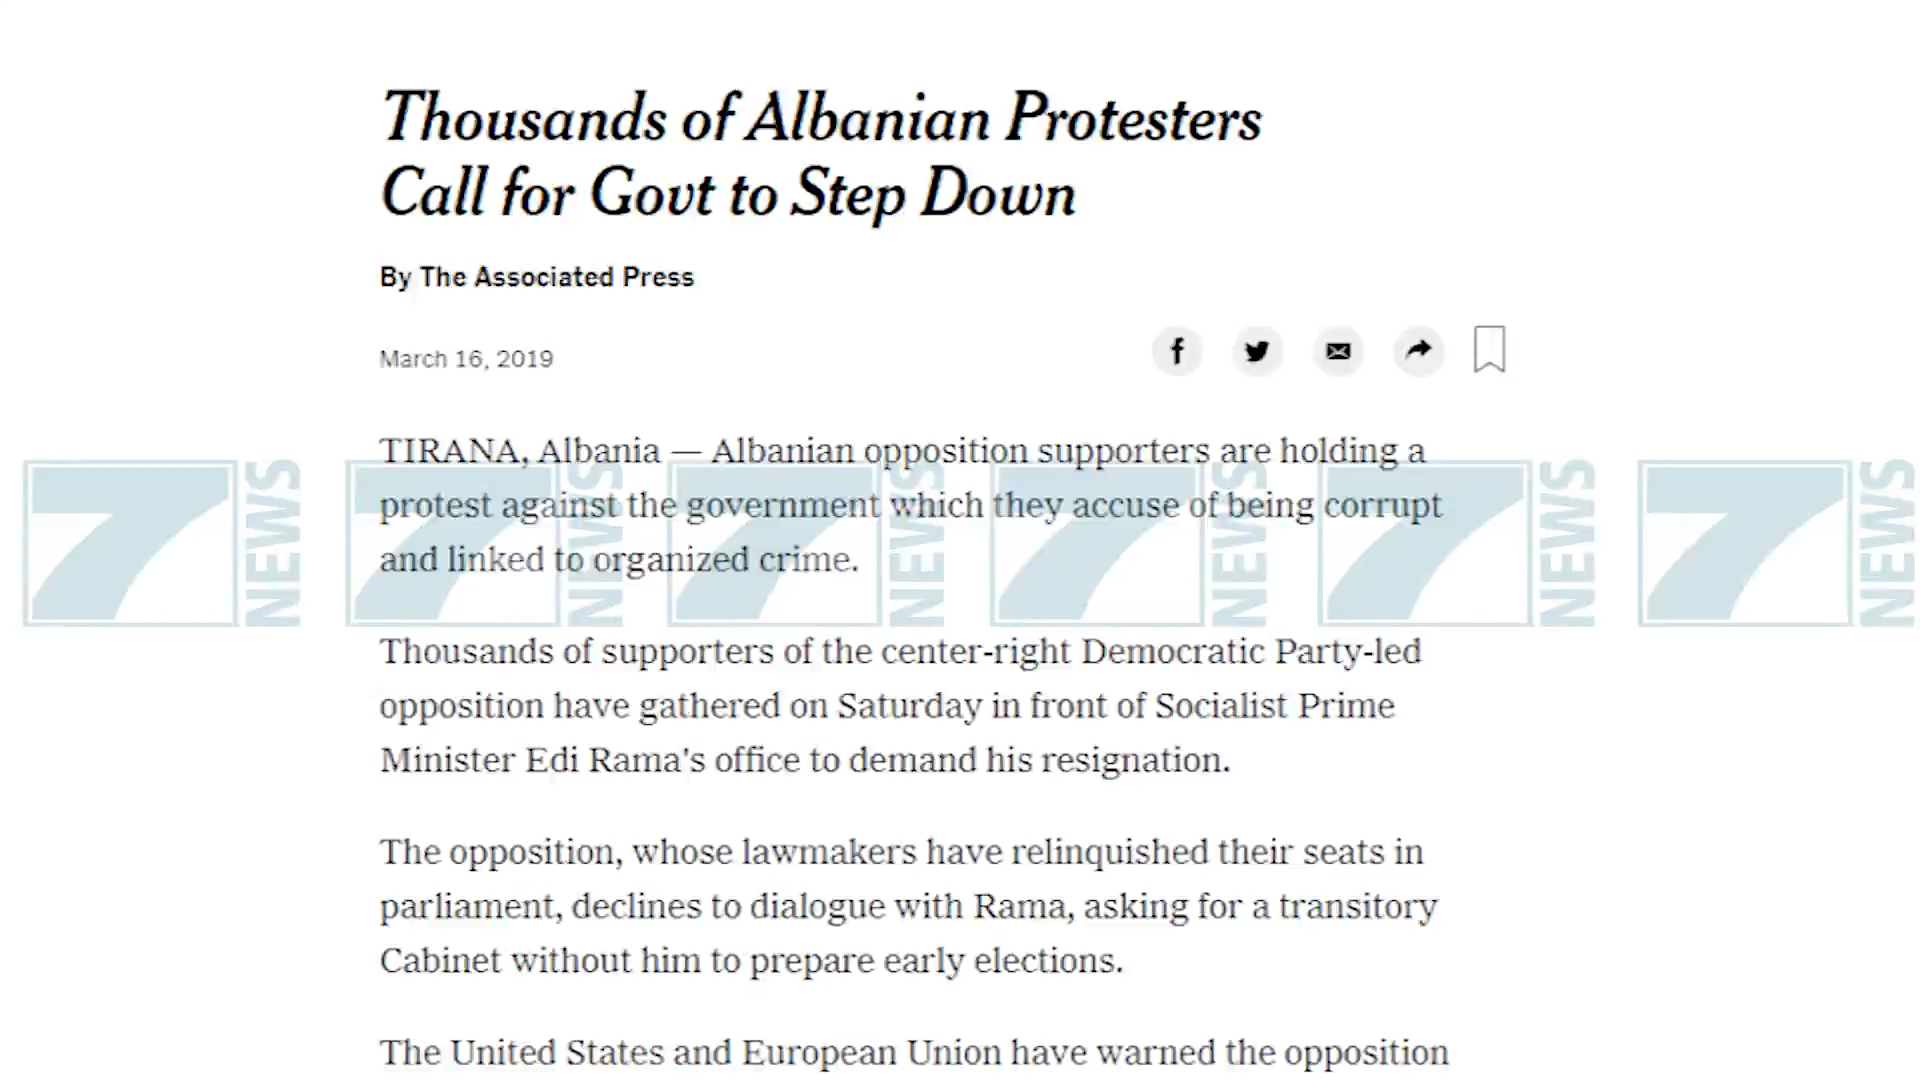 Thousands of Albanian Protesters
Call for Govt to Step Down
By The Associated Press
March 16, 2019
TIRANA, Albania — Albanian opposition supporters are holding a
protest against the government which they accuse of being corrupt
and linked to organized crime.
7 NEWS 7 NEWS 7 NEWS 7 NEWS 7 NEWS 7 NEWS
Thousands of supporters of the center-right Democratic Party-led
opposition have gathered on Saturday in front of Socialist Prime
Minister Edi Rama's office to demand his resignation.
The opposition, whose lawmakers have relinquished their seats in
parliament, declines to dialogue with Rama, asking for a transitory
Cabinet without him to prepare early elections.
The United States and European Union have warned the opposition